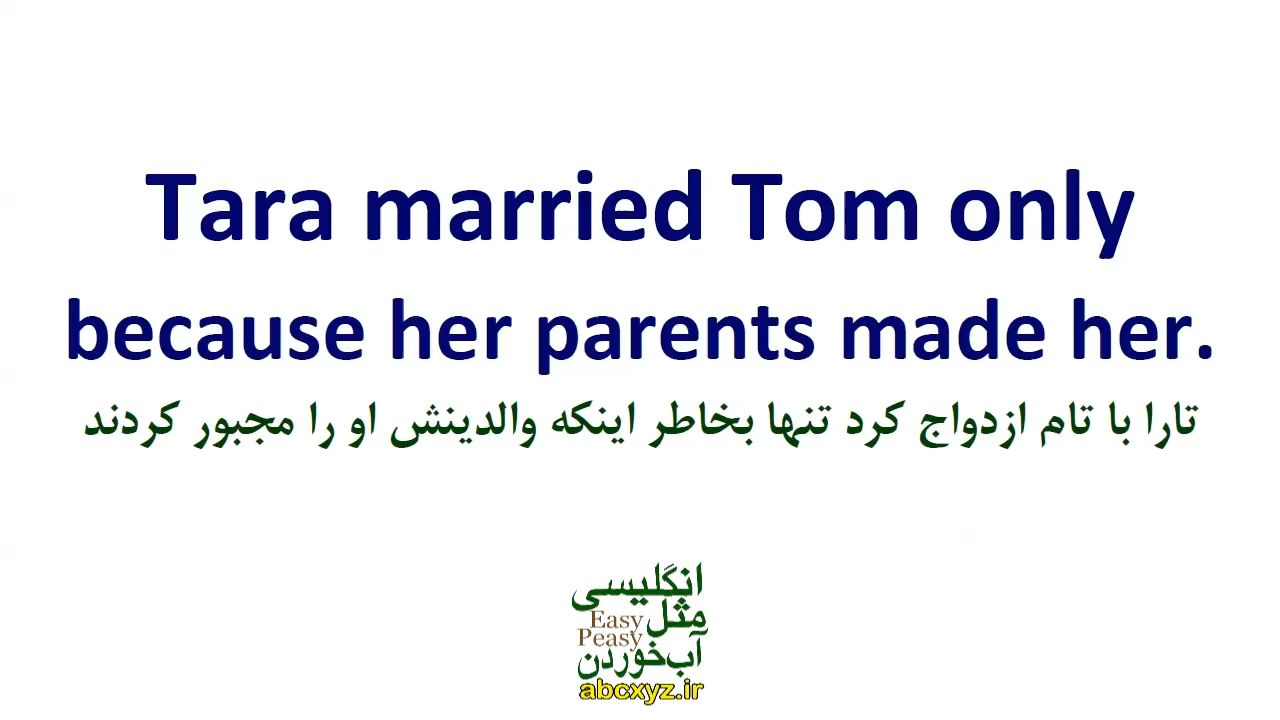 Tara married Tom only
because her parents made her.
تارا با تام ازدواج کرد تنها بخاطر اینکه والدینش او را مجبور کردند
انگلیسی
مثل
Easy
Peasy
آب‌خوردن
abcxyz.ir